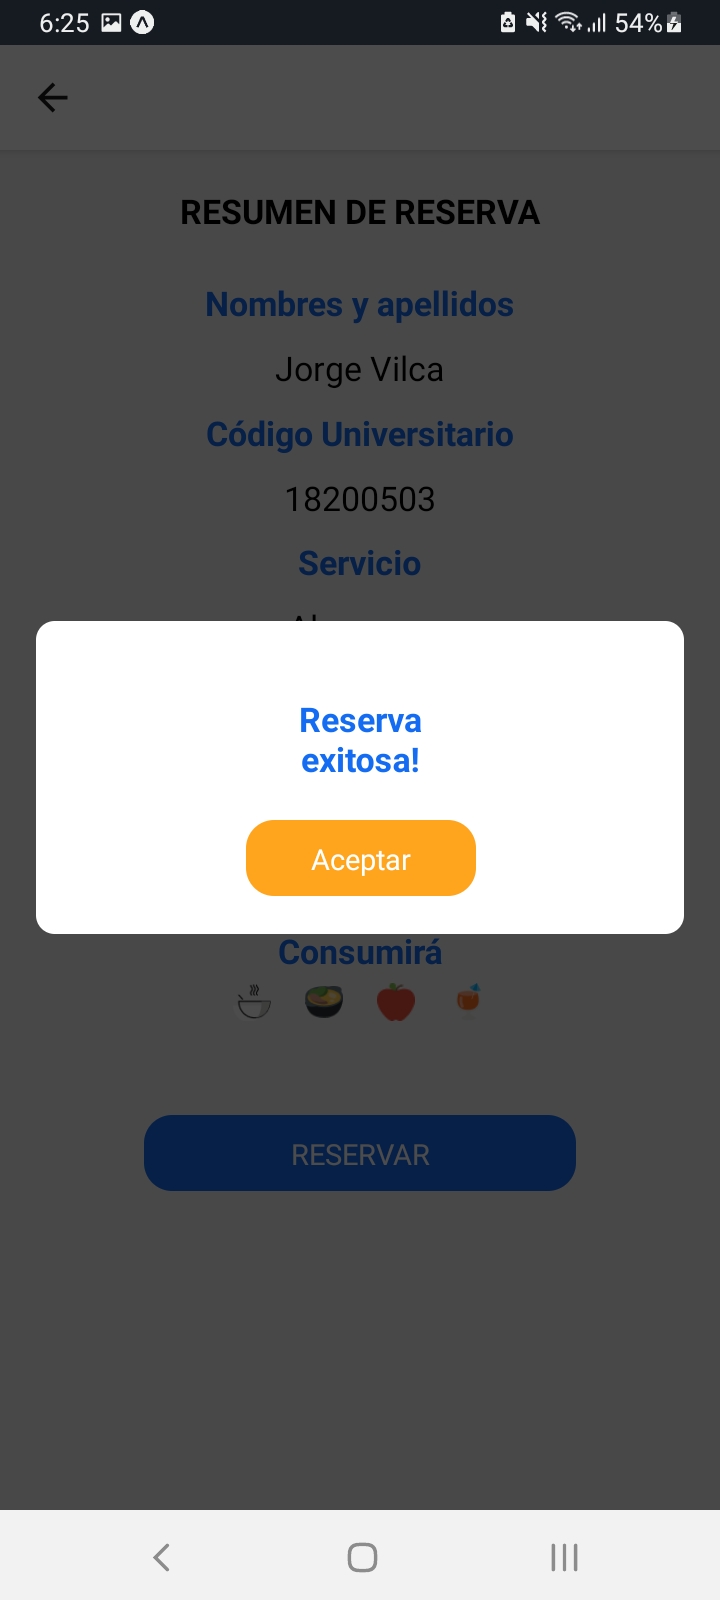 6:25
54%
RESUMEN DE RESERVA
Nombres y apellidos
Jorge Vilca
Código Universitario
18200503
Servicio
Reserva
exitosa!
Aceptar
Consumirá
RESERVAR